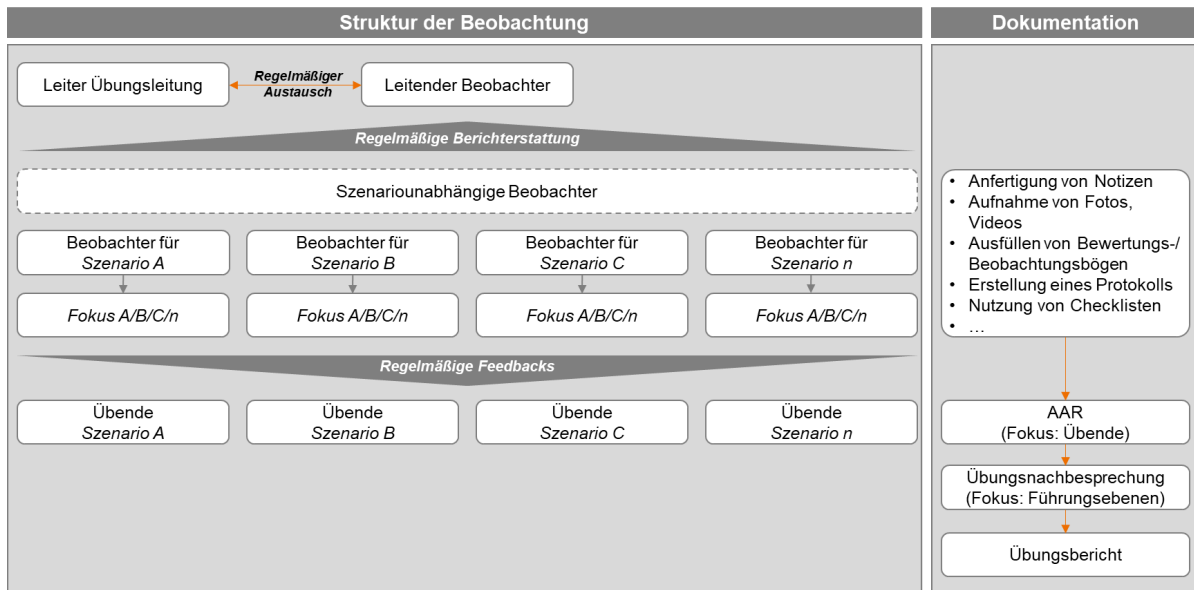 Struktur der Beobachtung
Leiter Übungsleitung
Regelmäßiger
Austausch
Leitender Beobachter
Regelmäßige Berichterstattung
Szenariounabhängige Beobachter
Beobachter für
Szenario A
Beobachter für
Szenario B
Beobachter für
Szenario C
Beobachter für
Szenario n
Fokus A/B/C/n
Fokus A/B/C/n
Fokus A/B/C/n
Fokus A/B/C/n
Regelmäßige Feedbacks
Übende
Szenario A
Übende
Szenario B
Übende
Szenario C
Übende
Szenario n
Dokumentation
• Anfertigung von Notizen
• Aufnahme von Fotos,
Videos
• Ausfüllen von Bewertungs-/
Beobachtungsbögen
• Erstellung eines Protokolls
• Nutzung von Checklisten
• …
AAR
(Fokus: Übende)
Übungsnachbesprechung
(Fokus: Führungsebenen)
Übungsbericht